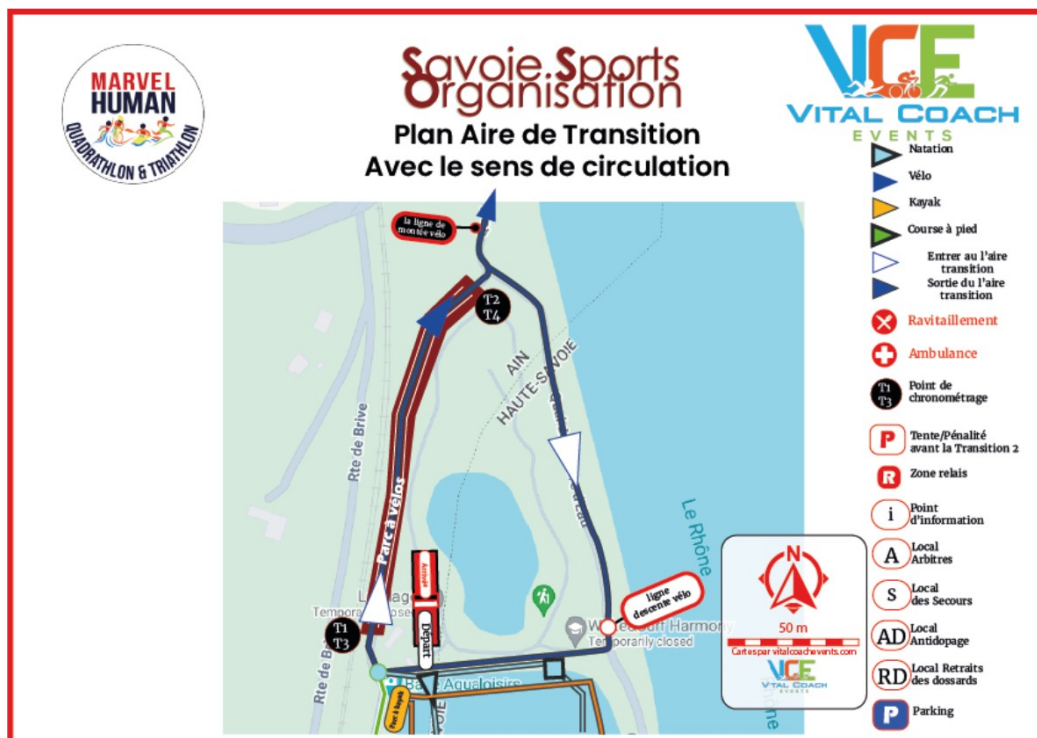 MARVEL
HUMAN
QUADRATHLON & TRIATHLON
Savoie.Sports
Organisation
Plan Aire de Transition
Avec le sens de circulation
VCE
VITAL COACH
EVENTS
Natation
Vélo
Kayak
Course à pied
Entrer au l'aire
transition
Sortie du l'aire
transition
Ravitaillement
Ambulance
T1
T3
Point de
chronométrage
P
Tente/Pénalité
avant la Transition 2
R
Zone relais
i
Point
d'information
A
Local
Arbitres
S
Local
des Secours
AD
Local
Antidopage
RD
Local Retraits
des dossards
P
Parking
la ligne de
montée vélo
T2
T4
AIN
HAUTE-SAVOIE
Rte de Brive
Parc à vélos
Le Rhône
Arrivée
Départ
Temporarily closed
T1
T3
Rte de
ligne
descente vélo
Harmony
Temporarily closed
Base Aqualoisirs
Parc à kayak
N
50 m
Cartes par vitalcoachevents.com
VCE
VITAL COACH
EVENTS
Rhône